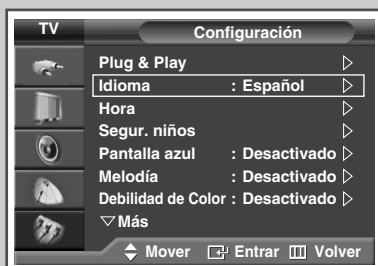 TV
Configuración
Plug & Play
Idioma : Español
Hora
Segur. niños
Pantalla azul : Desactivado
Melodía : Desactivado
Debilidad de Color : Desactivado
Más
Mover Entrar Volver